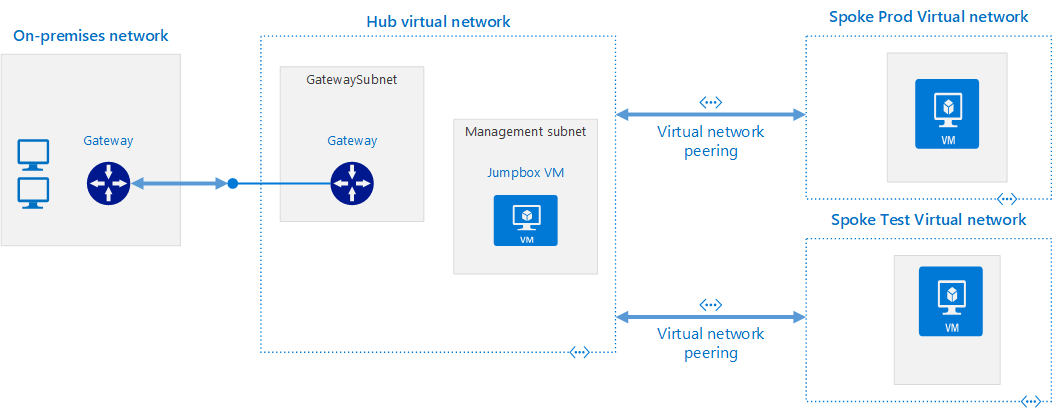 On-premises network
Gateway
Hub virtual network
GatewaySubnet
Gateway
Management subnet
Jumpbox VM
VM
Virtual network
peering
Virtual network
peering
Spoke Prod Virtual network
VM
Spoke Test Virtual network
VM